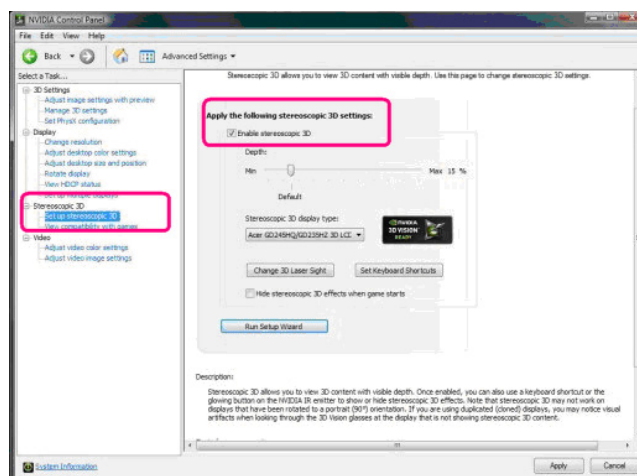 NVIDIA Control Panel
File Edit View Help
Back Advanced Settings
Select a Task...
3D Settings
Adjust image settings with preview
Manage 3D settings
Set PhysX configuration
Display
Change resolution
Adjust desktop color settings
Adjust desktop size and position
Rotate display
View HDCP status
Set up multiple displays
Stereoscopic 3D
Set up stereoscopic 3D
View compatibility with games
Video
Adjust video color settings
Adjust video image settings
System Information
Stereoscopic 3D allows you to view 3D content with visible depth. Use this page to change stereoscopic 3D settings.
Apply the following stereoscopic 3D settings:
Enable stereoscopic 3D
Depth:
Min Max 15 %
Default
Stereoscopic 3D display type:
Acer GD245HQ/GD235HZ 3D LCD
NVIDIA
3D VISION
READY
Change 3D Laser Sight Set Keyboard Shortcuts
Hide stereoscopic 3D effects when game starts
Run Setup Wizard
Description:
Stereoscopic 3D allows you to view 3D content with visible depth. Once enabled, you can also use a keyboard shortcut or the
glowing button on the NVIDIA IR emitter to show or hide stereoscopic 3D effects. Note that stereoscopic 3D may not work on
displays that have been rotated to a portrait (90°) orientation. If you are using duplicated (cloned) displays, you may notice visual
artifacts when looking through the 3D Vision glasses at the display that is not showing stereoscopic 3D content.
Apply Cancel